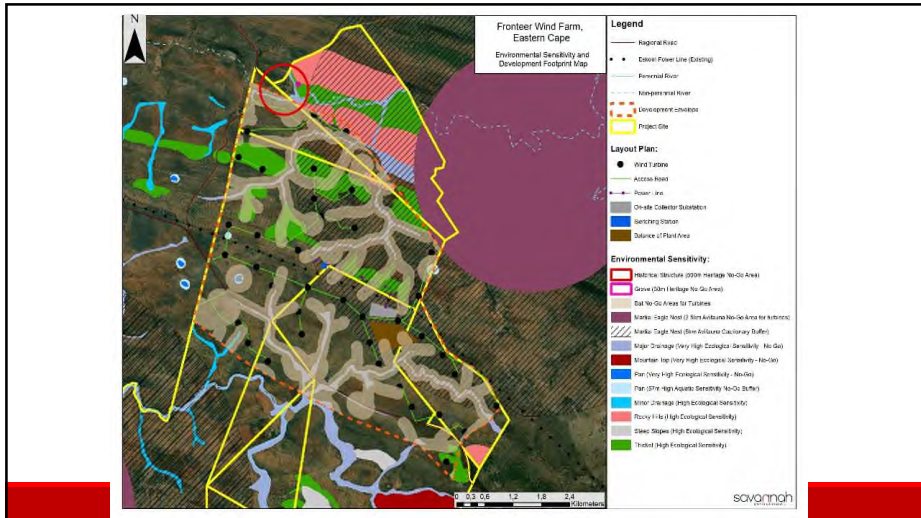 N
Fronteer Wind Farm,
Eastern Cape
Environmental Sensitivity and
Development Footprint Map
Legend
Regional Road
Eskom Power Line (Existing)
Perennial River
Non-perennial River
Development Envelope
Project Site
Layout Plan:
Wind Turbine
Access Road
Power Line
On-site Collector Substation
Switching Station
Balance of Plant Area
Environmental Sensitivity:
Historical Structure (500m Heritage No-Go Area)
Grave (50m Heritage No-Go Area)
Bat No-Go Areas for Turbines
Martial Eagle Nest (2.5km Avifauna No-Go Area for turbines)
Martial Eagle Nest (5km Avifauna Cautionary Buffer)
Major Drainage (Very High Ecological Sensitivity - No-Go)
Mountain Top (Very High Ecological Sensitivity - No-Go)
Pan (Very High Ecological Sensitivity - No-Go)
Pan (57m High Aquatic Sensitivity No-Go Buffer)
Minor Drainage (High Ecological Sensitivity)
Rocky Hills (High Ecological Sensitivity)
Steep Slopes (High Ecological Sensitivity)
Thicket (High Ecological Sensitivity)
0 0,3 0,6 1,2 1,8 2,4
Kilometers
savannah